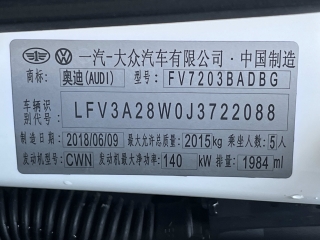 一汽-大众汽车有限公司·中国制造
商标: 奥迪(AUDI) 型号: FV7203BADBG
车辆识别代号: LFV3A28W0J3722088
制造日期: 2018/06/09 最大允许总质量: 2015kg 乘坐人数: 5人
发动机型号: CWN 发动机最大净功率: 140 kW 排量: 1984 ml